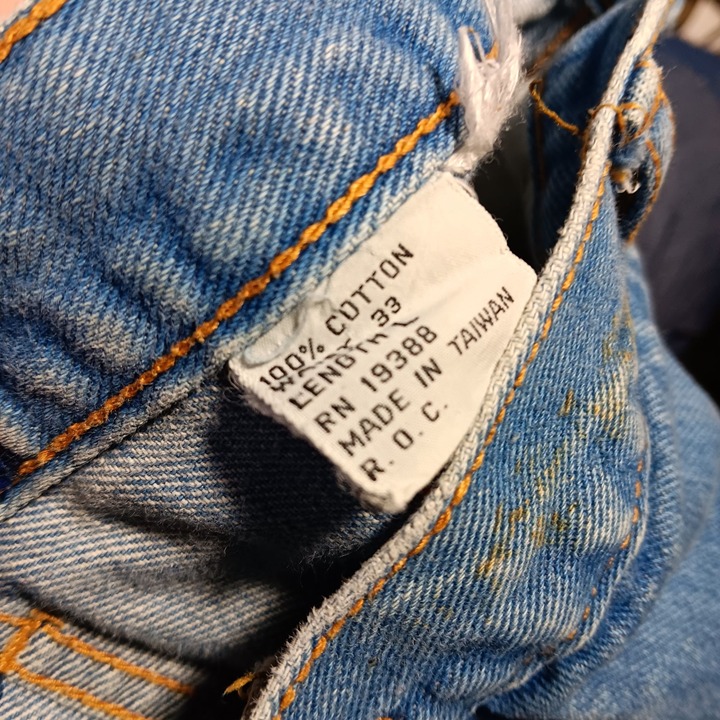 100% COTTON
33
LENGTH
RN 19388
MADE IN TAIWAN
R. O. C.